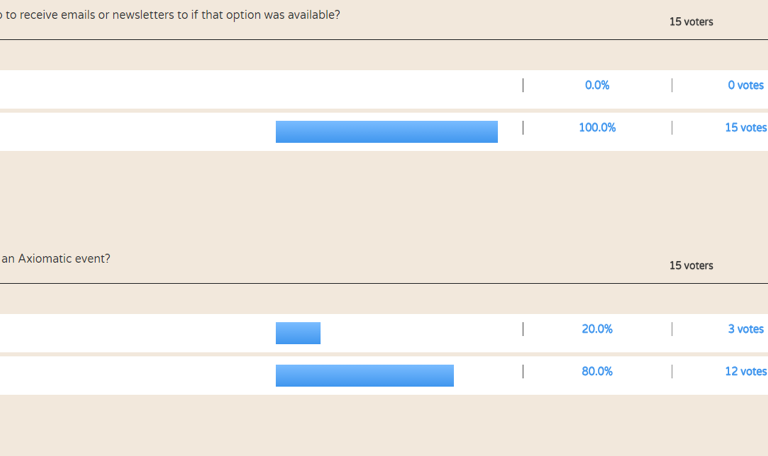 to receive emails or newsletters to if that option was available?
15 voters
0.0% 0 votes
100.0% 15 votes
an Axiomatic event?
15 voters
20.0% 3 votes
80.0% 12 votes